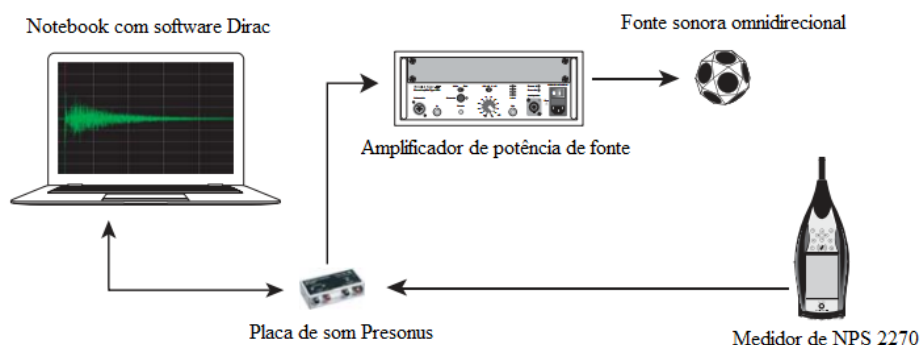 Notebook com software Dirac
Fonte sonora omnidirecional
Amplificador de potência de fonte
Placa de som Presonus
Medidor de NPS 2270